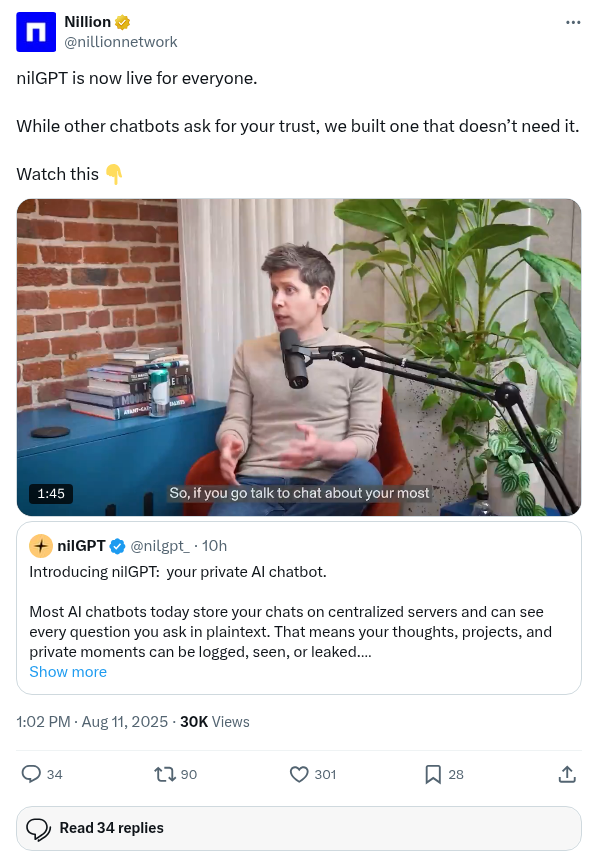 Nillion
@nillionnetwork
nilGPT is now live for everyone.
While other chatbots ask for your trust, we built one that doesn’t need it.
Watch this 👇
1:45
So, if you go talk to chat about your most
nilGPT @nilgpt_ · 10h
Introducing nilGPT: your private AI chatbot.
Most AI chatbots today store your chats on centralized servers and can see
every question you ask in plaintext. That means your thoughts, projects, and
private moments can be logged, seen, or leaked....
Show more
1:02 PM · Aug 11, 2025 · 30K Views
34 90 301 28
Read 34 replies